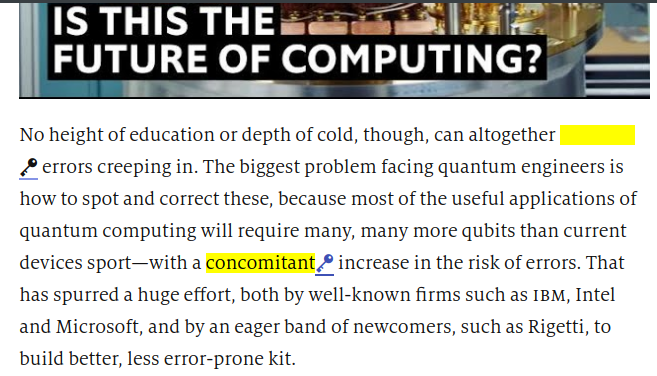 IS THIS THE
FUTURE OF COMPUTING?
No height of education or depth of cold, though, can altogether
errors creeping in. The biggest problem facing quantum engineers is
how to spot and correct these, because most of the useful applications of
quantum computing will require many, many more qubits than current
devices sport—with a concomitant increase in the risk of errors. That
has spurred a huge effort, both by well-known firms such as IBM, Intel
and Microsoft, and by an eager band of newcomers, such as Rigetti, to
build better, less error-prone kit.